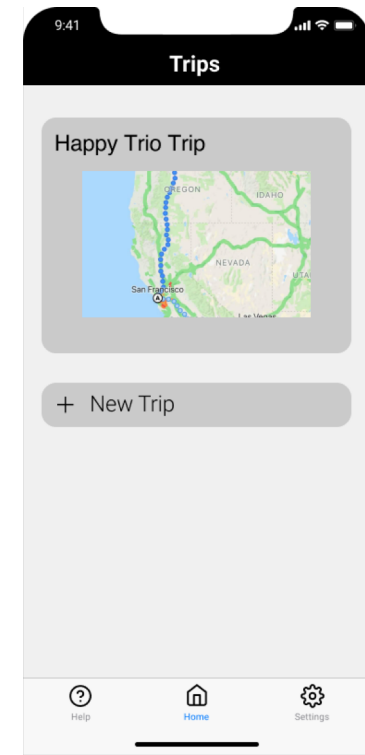 9:41
Trips
Happy Trio Trip
OREGON
IDAHO
NEVADA
UTA
San Francisco
A
Las Vegas
+ New Trip
Help
Home
Settings